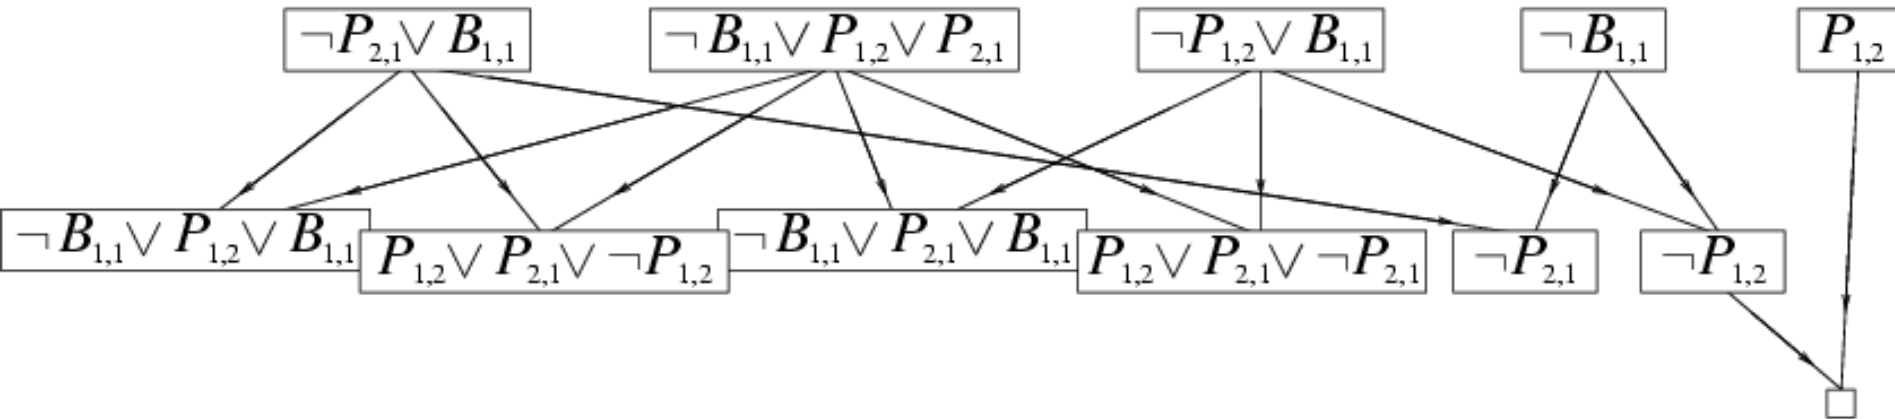 ¬P2,1 ∨ B1,1
¬B1,1 ∨ P1,2 ∨ P2,1
¬P1,2 ∨ B1,1
¬B1,1
P1,2
¬B1,1 ∨ P1,2 ∨ B1,1
P1,2 ∨ P2,1 ∨ ¬P1,2
¬B1,1 ∨ P2,1 ∨ B1,1
P1,2 ∨ P2,1 ∨ ¬P2,1
¬P2,1
¬P1,2